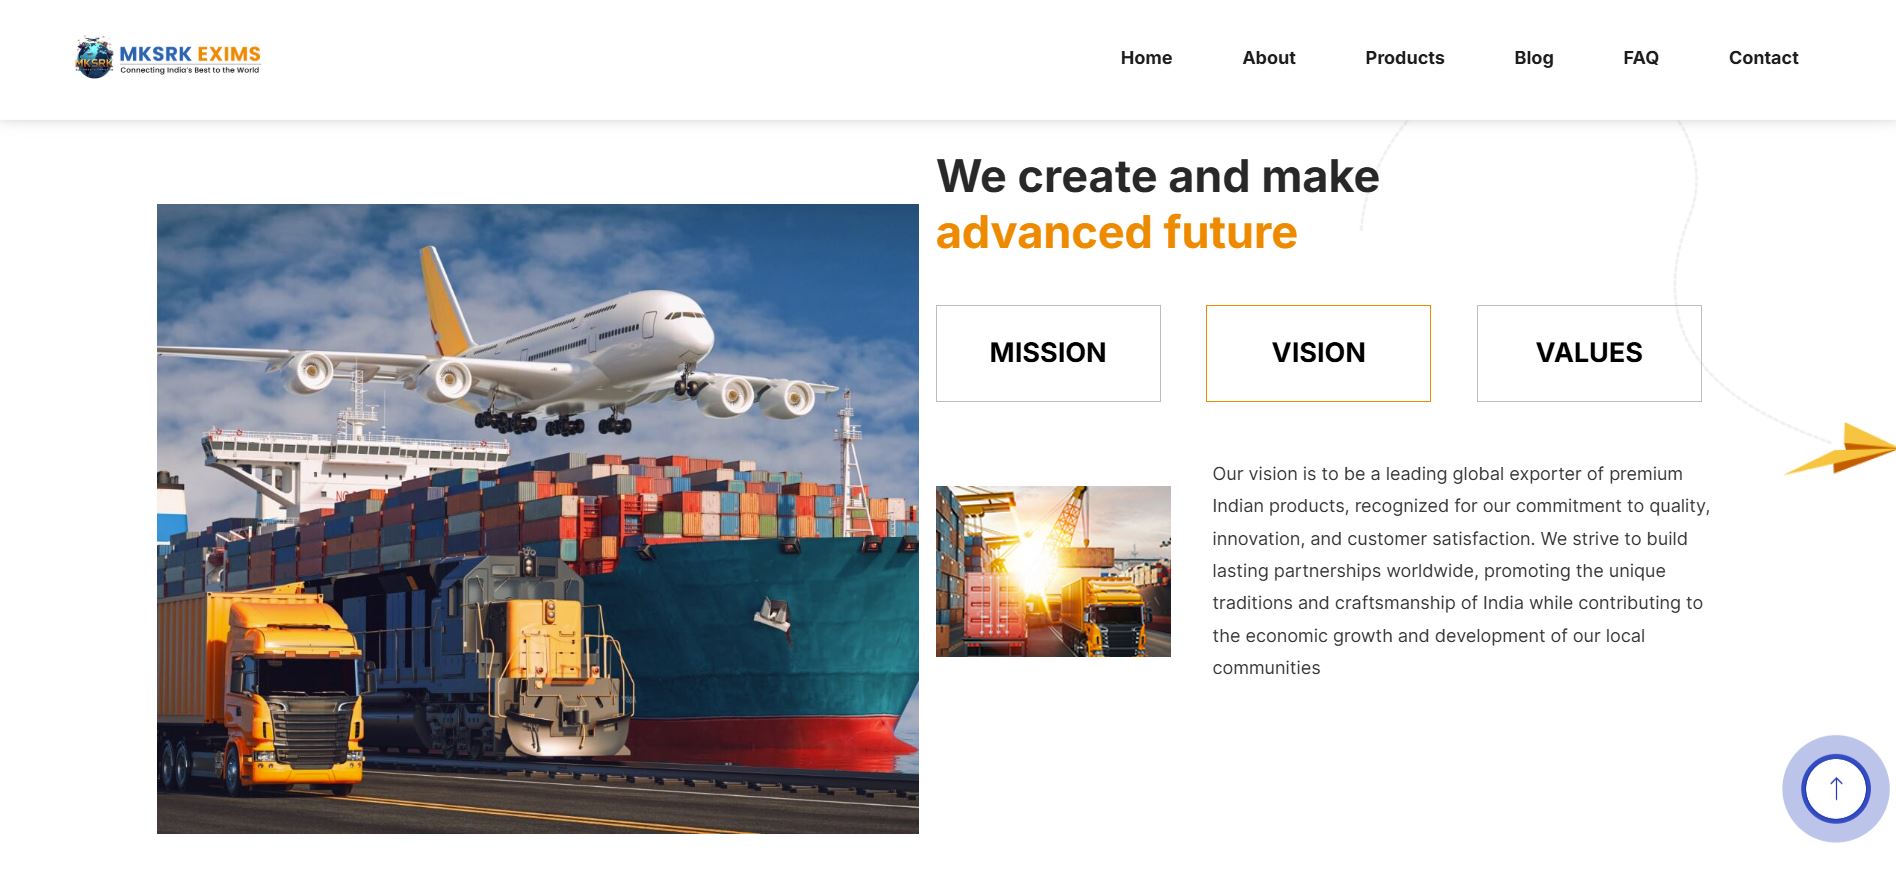 MKSRK
MKSRK EXIMS
Connecting India's Best to the World
Home
About
Products
Blog
FAQ
Contact
We create and make
advanced future
MISSION
VISION
VALUES
Our vision is to be a leading global exporter of premium
Indian products, recognized for our commitment to quality,
innovation, and customer satisfaction. We strive to build
lasting partnerships worldwide, promoting the unique
traditions and craftsmanship of India while contributing to
the economic growth and development of our local
communities